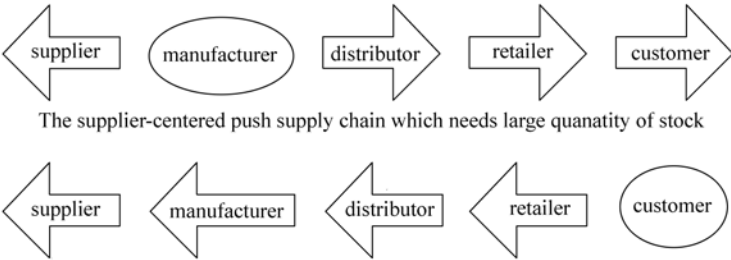 supplier manufacturer distributor retailer customer
The supplier-centered push supply chain which needs large quanatity of stock
supplier manufacturer distributor retailer customer